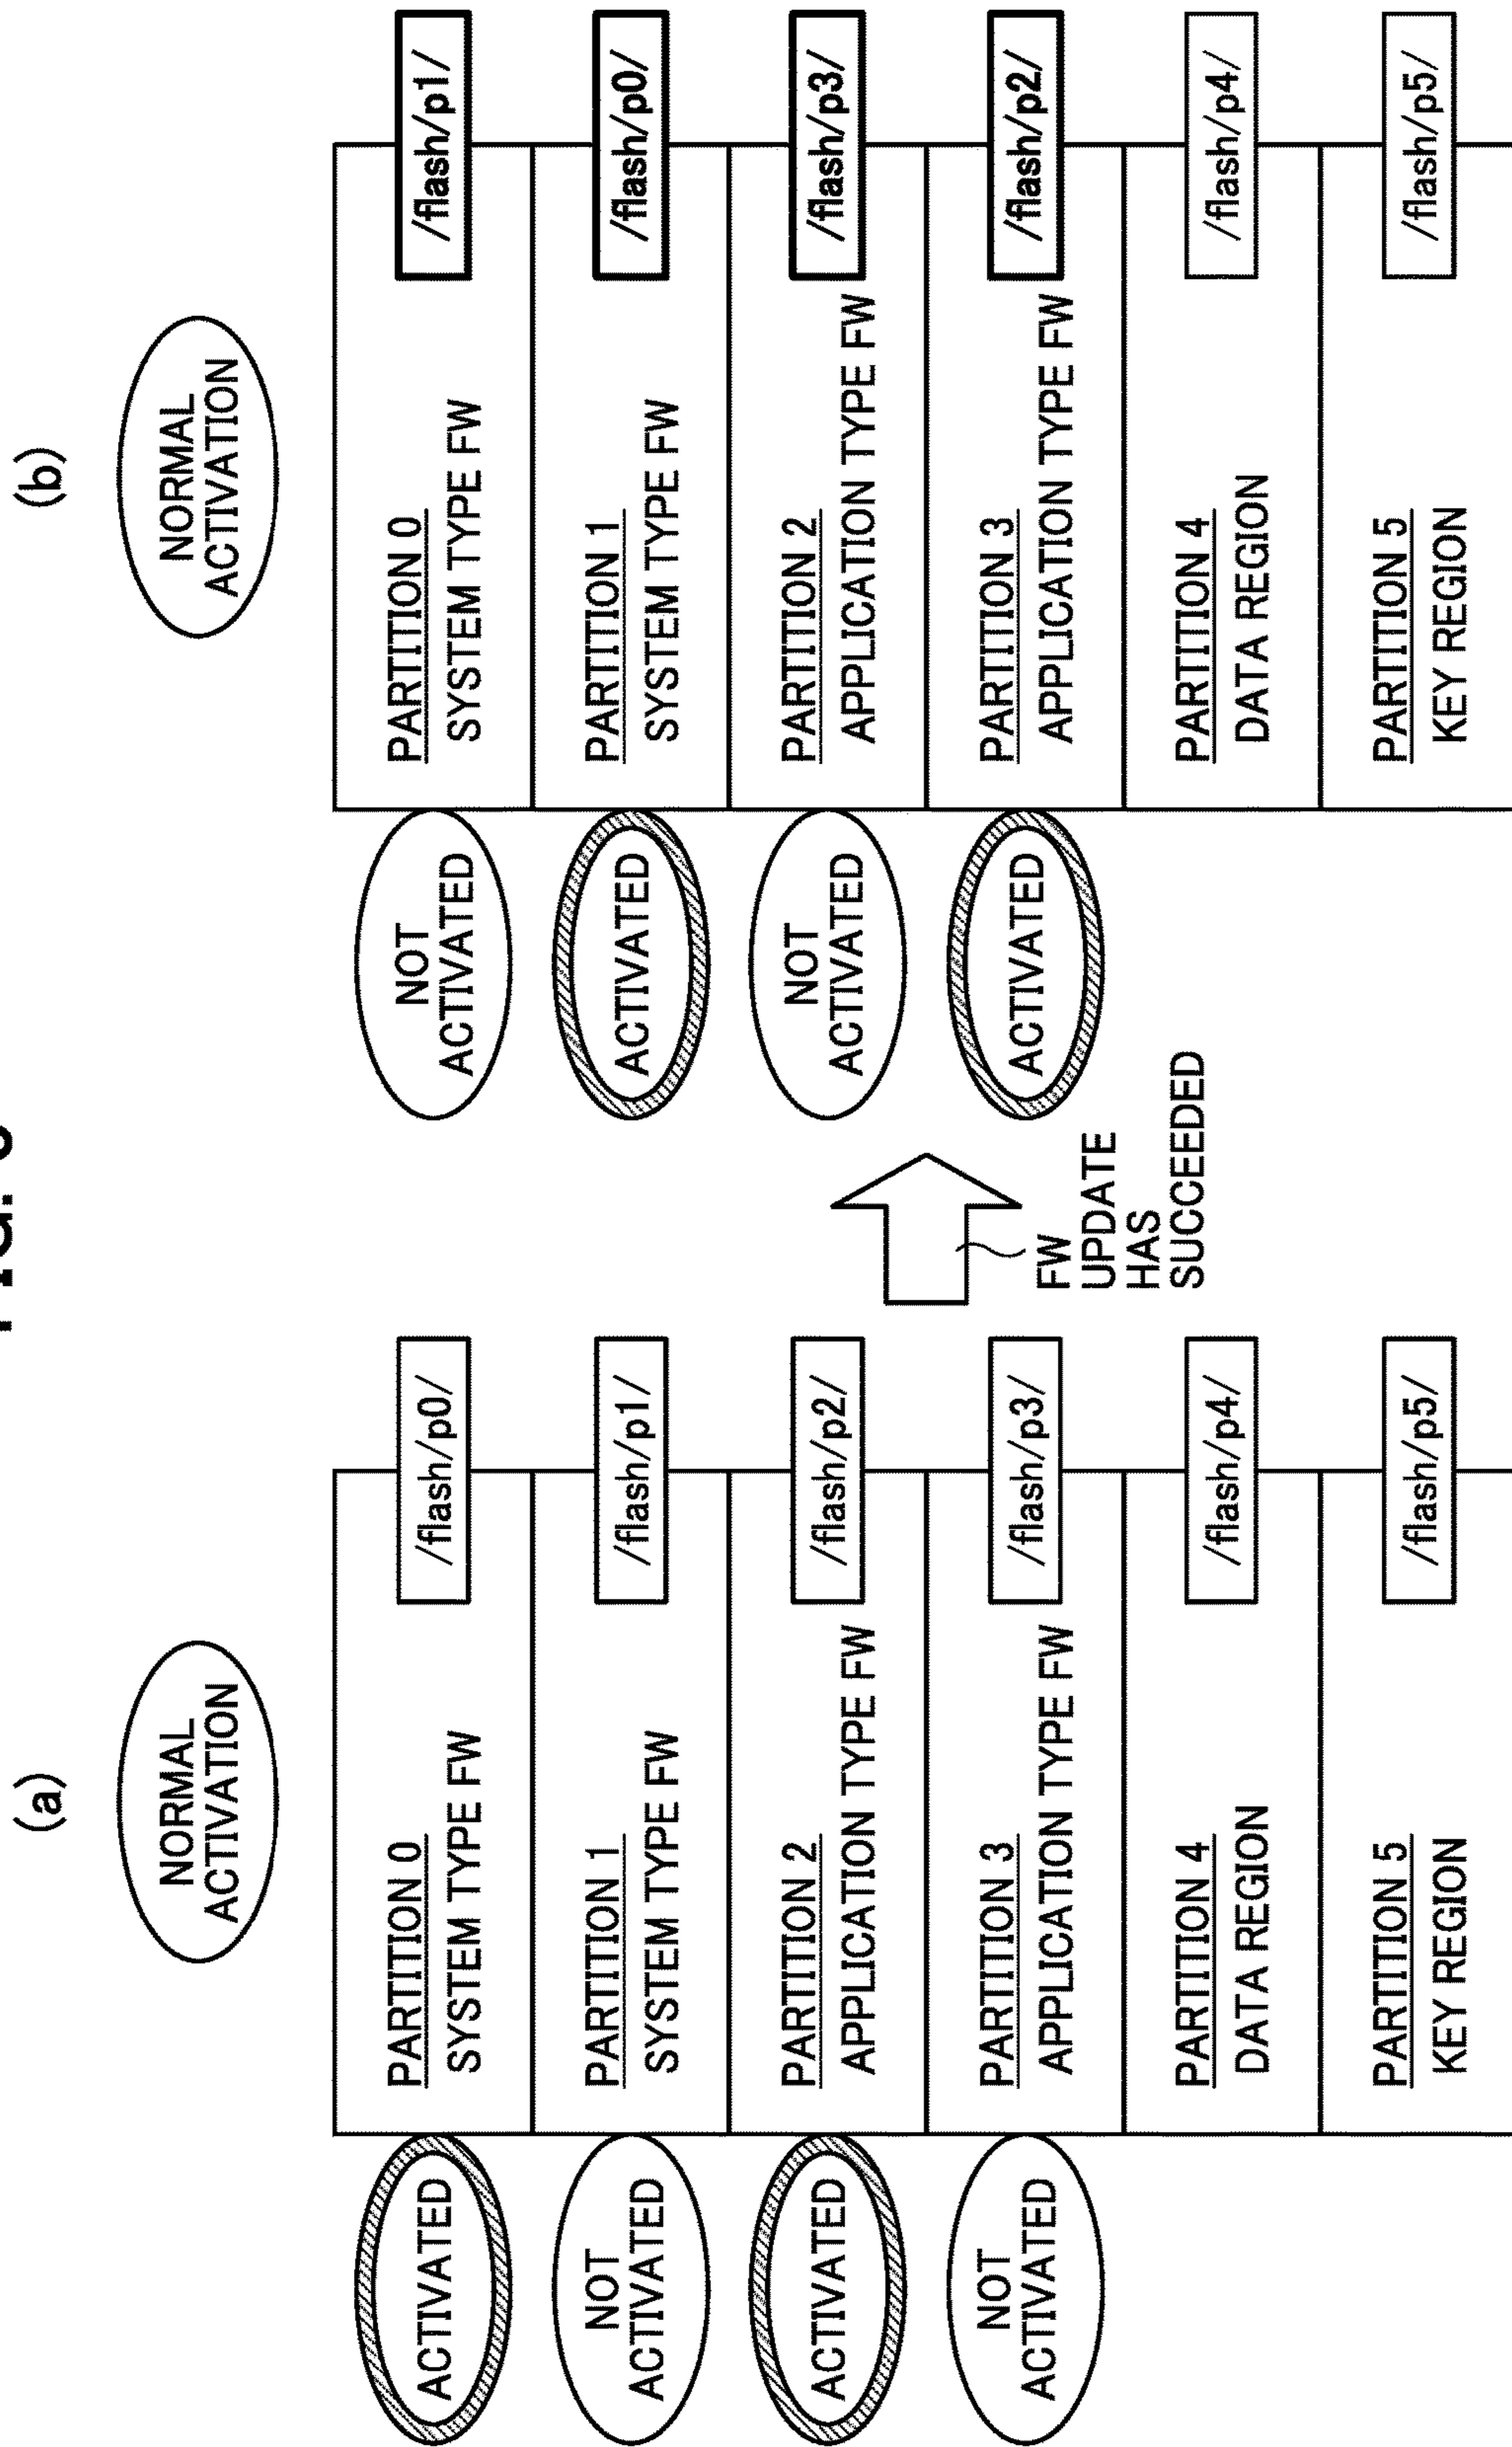 (a)
NORMAL
ACTIVATION
ACTIVATED
PARTITION 0
SYSTEM TYPE FW
/flash/p0/
NOT
ACTIVATED
PARTITION 1
SYSTEM TYPE FW
/flash/p1/
ACTIVATED
PARTITION 2
APPLICATION TYPE FW
/flash/p2/
NOT
ACTIVATED
PARTITION 3
APPLICATION TYPE FW
/flash/p3/
PARTITION 4
DATA REGION
/flash/p4/
PARTITION 5
KEY REGION
/flash/p5/
FW
UPDATE
HAS
SUCCEEDED
(b)
NORMAL
ACTIVATION
NOT
ACTIVATED
PARTITION 0
SYSTEM TYPE FW
/flash/p1/
ACTIVATED
PARTITION 1
SYSTEM TYPE FW
/flash/p0/
NOT
ACTIVATED
PARTITION 2
APPLICATION TYPE FW
/flash/p3/
ACTIVATED
PARTITION 3
APPLICATION TYPE FW
/flash/p2/
PARTITION 4
DATA REGION
/flash/p4/
PARTITION 5
KEY REGION
/flash/p5/